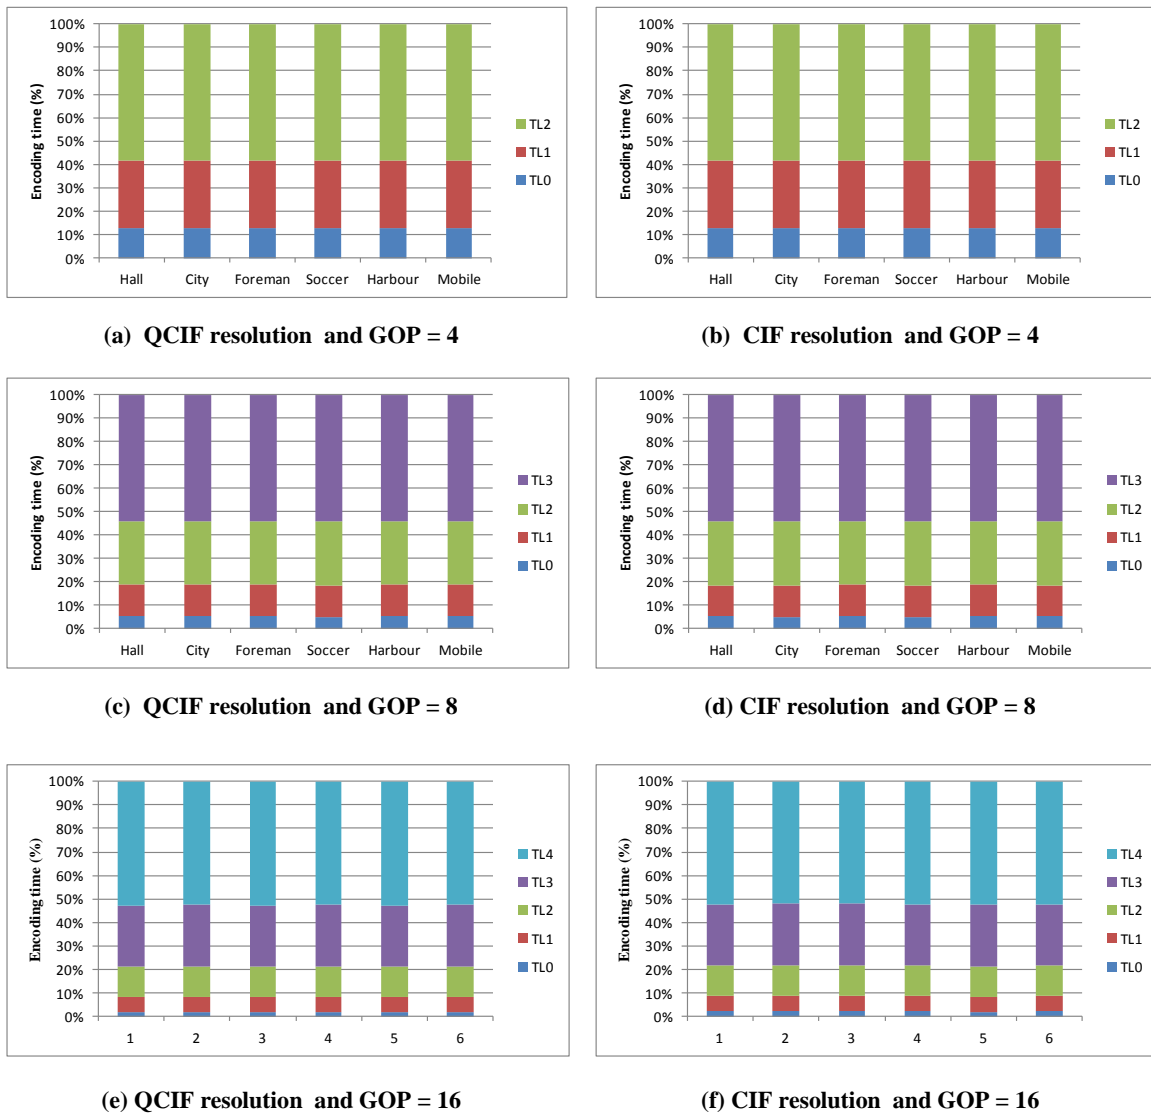 100%
90%
80%
70%
60%
50%
40%
30%
20%
10%
0%
Encoding time (%)
Hall City Foreman Soccer Harbour Mobile
TL2
TL1
TL0
(a) QCIF resolution and GOP = 4
100%
90%
80%
70%
60%
50%
40%
30%
20%
10%
0%
Encoding time (%)
Hall City Foreman Soccer Harbour Mobile
TL2
TL1
TL0
(b) CIF resolution and GOP = 4
100%
90%
80%
70%
60%
50%
40%
30%
20%
10%
0%
Encoding time (%)
Hall City Foreman Soccer Harbour Mobile
TL3
TL2
TL1
TL0
(c) QCIF resolution and GOP = 8
100%
90%
80%
70%
60%
50%
40%
30%
20%
10%
0%
Encoding time (%)
Hall City Foreman Soccer Harbour Mobile
TL3
TL2
TL1
TL0
(d) CIF resolution and GOP = 8
100%
90%
80%
70%
60%
50%
40%
30%
20%
10%
0%
Encoding time (%)
1 2 3 4 5 6
TL4
TL3
TL2
TL1
TL0
(e) QCIF resolution and GOP = 16
100%
90%
80%
70%
60%
50%
40%
30%
20%
10%
0%
Encoding time (%)
1 2 3 4 5 6
TL4
TL3
TL2
TL1
TL0
(f) CIF resolution and GOP = 16